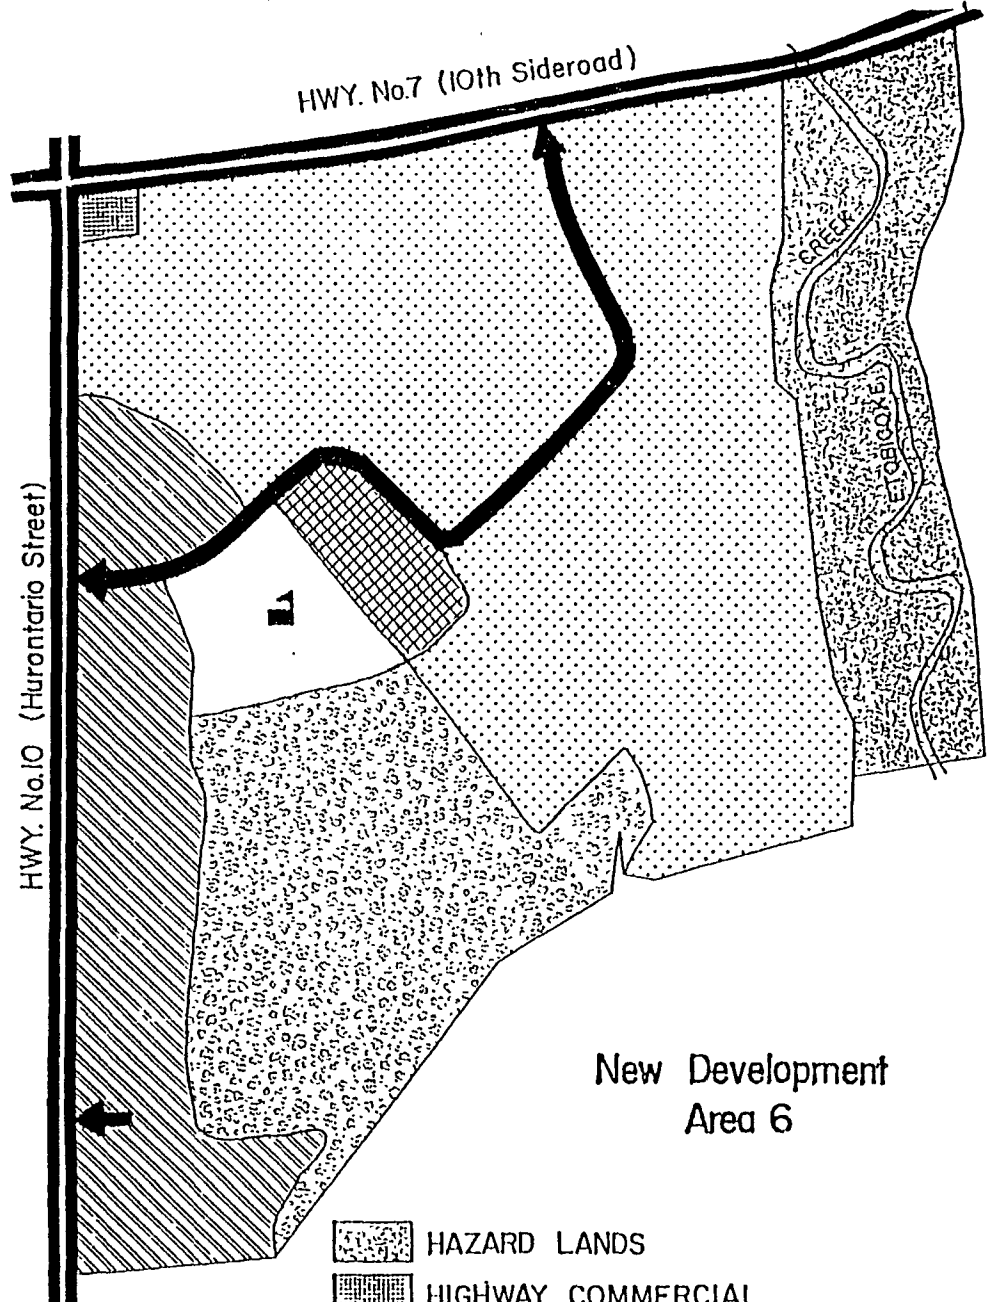 HWY. No.7 (10th Sideroad)
CREEK
ETOBICOKE
HWY. No.10 (Hurontario Street)
New Development
Area 6
HAZARD LANDS
HIGHWAY COMMERCIAL